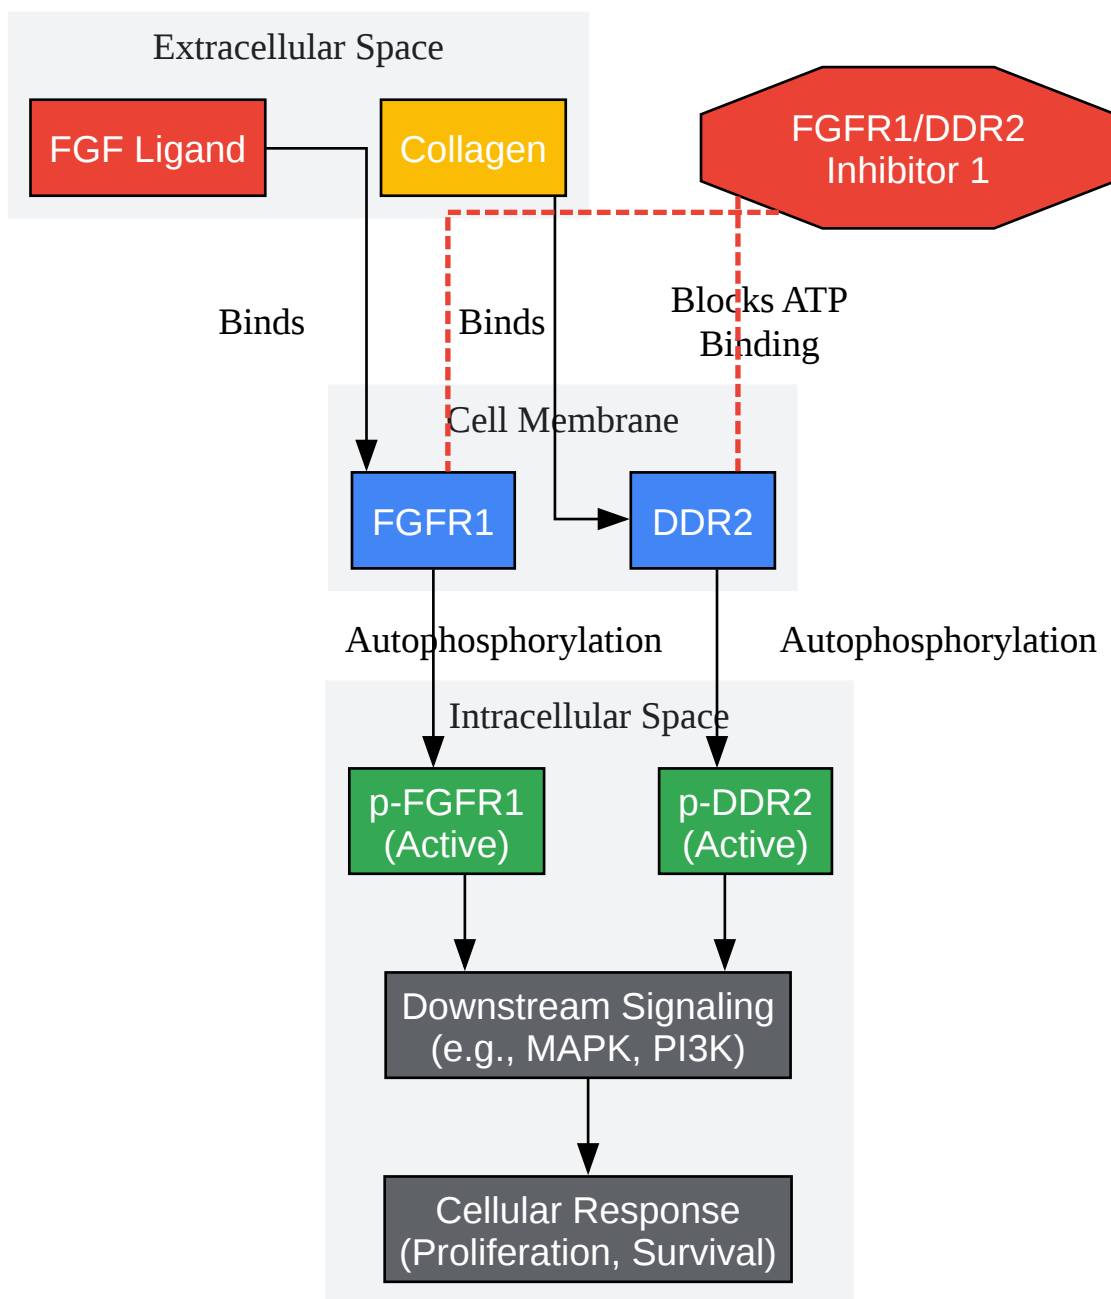 Extracellular Space
FGF Ligand
Collagen
FGFR1/DDR2
Inhibitor 1
Binds
Binds
Blocks ATP
Binding
Cell Membrane
FGFR1
DDR2
Autophosphorylation
Autophosphorylation
Intracellular Space
p-FGFR1
(Active)
p-DDR2
(Active)
Downstream Signaling
(e.g., MAPK, PI3K)
Cellular Response
(Proliferation, Survival)